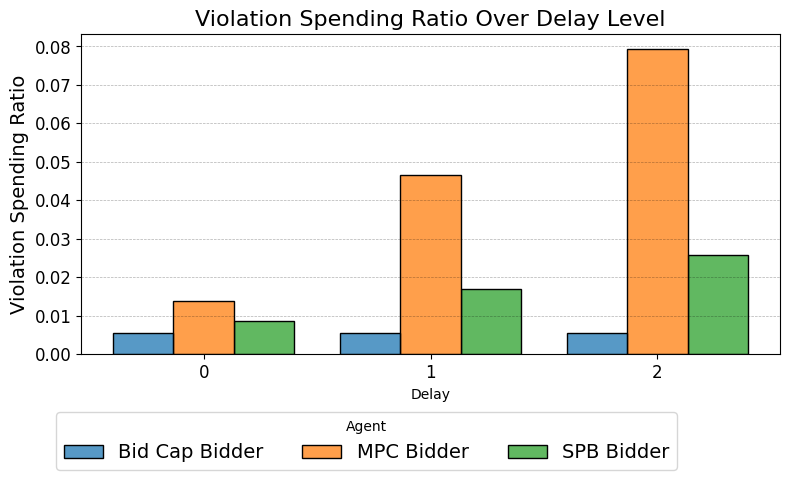 Violation Spending Ratio Over Delay Level
Violation Spending Ratio
0.08
0.07
0.06
0.05
0.04
0.03
0.02
0.01
0.00
0 1 2
Delay
Agent
Bid Cap Bidder MPC Bidder SPB Bidder